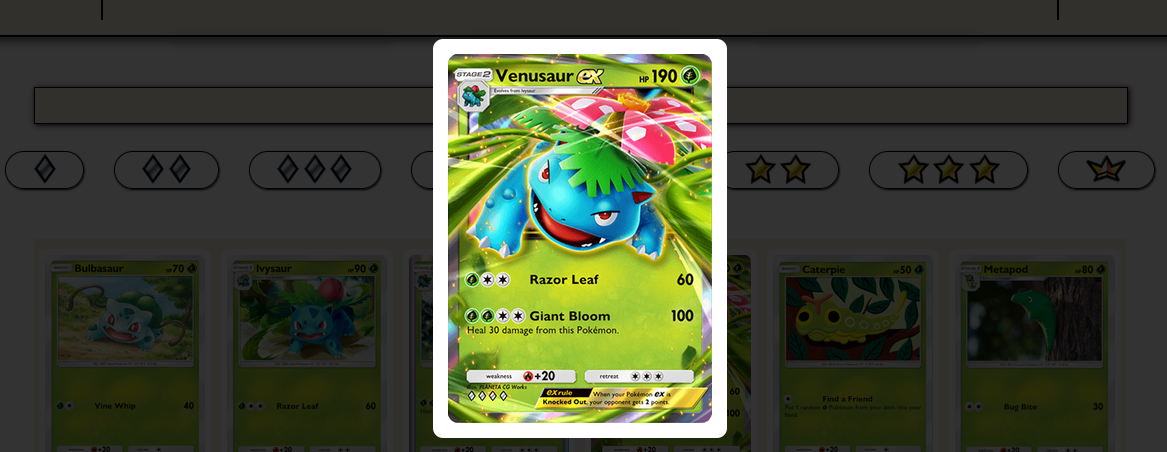 STAGE 2 Venusaur ex HP 190
Evolves from Ivysaur
Razor Leaf 60
Giant Bloom 100
Heal 30 damage from this Pokémon.
weakness +20 retreat
Illus. PLANETA CG Works
ex rule When your Pokémon ex is
Knocked Out, your opponent gets 2 points.
Bulbasaur HP 70
Vine Whip 40
Ivysaur HP 90
Razor Leaf 60
Caterpie HP 50
Find a Friend
Metapod HP 80
Bug Bite 30